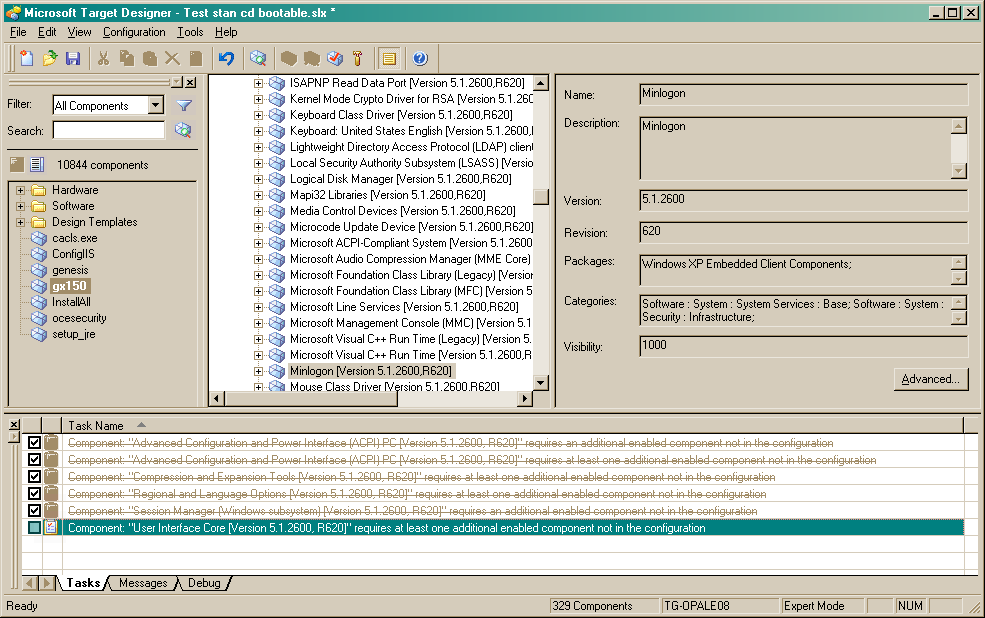 Microsoft Target Designer - Test stan cd bootable.slx *
File Edit View Configuration Tools Help
Filter: All Components
Search:
10844 components
Hardware
Software
Design Templates
cacls.exe
ConfigIIS
genesis
gx150
InstallAll
ocesecurity
setup_jre
ISAPNP Read Data Port [Version 5.1.2600,R620]
Kernel Mode Crypto Driver for RSA [Version 5.1.260
Keyboard Class Driver [Version 5.1.2600,R620]
Keyboard: United States English [Version 5.1.2600,
Lightweight Directory Access Protocol (LDAP) client
Local Security Authority Subsystem (LSASS) [Versio
Logical Disk Manager [Version 5.1.2600,R620]
Mapi32 Libraries [Version 5.1.2600,R620]
Media Control Devices [Version 5.1.2600,R620]
Microcode Update Device [Version 5.1.2600,R620]
Microsoft ACPI-Compliant System [Version 5.1.2600
Microsoft Audio Compression Manager (MME Core)
Microsoft Foundation Class Library (Legacy) [Version
Microsoft Foundation Class Library (MFC) [Version 5
Microsoft Line Services [Version 5.1.2600,R620]
Microsoft Management Console (MMC) [Version 5.1
Microsoft Visual C++ Run Time (Legacy) [Version 5.
Microsoft Visual C++ Run Time [Version 5.1.2600,R
Minlogon [Version 5.1.2600,R620]
Mouse Class Driver [Version 5.1.2600,R620]
Name: Minlogon
Description: Minlogon
Version: 5.1.2600
Revision: 620
Packages: Windows XP Embedded Client Components;
Categories: Software : System : System Services : Base; Software : System :
Security : Infrastructure;
Visibility: 1000
Advanced...
Task Name
Component: "Advanced Configuration and Power Interface (ACPI) PC [Version 5.1.2600, R620]" requires an additional enabled component not in the configuration
Component: "Advanced Configuration and Power Interface (ACPI) PC [Version 5.1.2600, R620]" requires at least one additional enabled component not in the configuration
Component: "Compression and Expansion Tools [Version 5.1.2600, R620]" requires at least one additional enabled component not in the configuration
Component: "Regional and Language Options [Version 5.1.2600, R620]" requires at least one additional enabled component not in the configuration
Component: "Session Manager (Windows subsystem) [Version 5.1.2600, R620]" requires an additional enabled component not in the configuration
Component: "User Interface Core [Version 5.1.2600, R620]" requires at least one additional enabled component not in the configuration
Tasks Messages Debug
Ready 329 Components TG-OPALE08 Expert Mode NUM